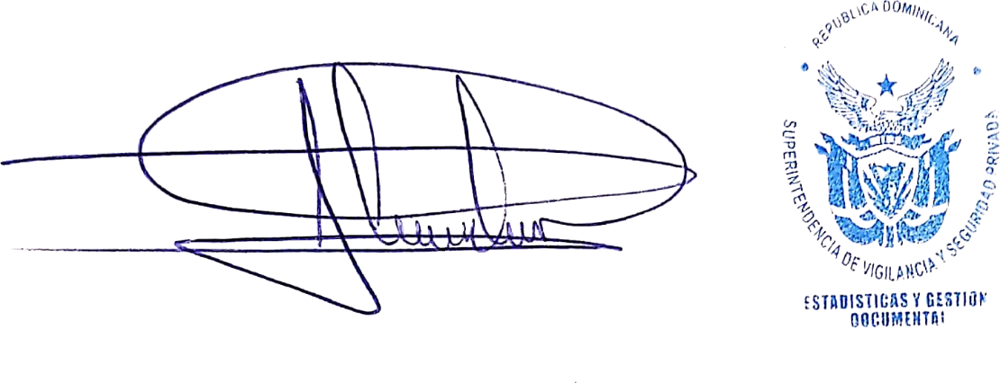 REPUBLICA DOMINICANA
SUPERINTENDENCIA DE VIGILANCIA Y SEGURIDAD PRIVADA
ESTADISTICAS Y GESTION
DOCUMENTAL